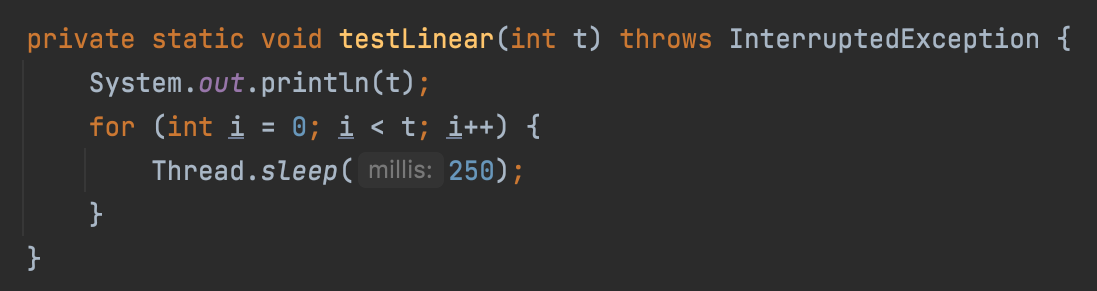 private static void testLinear(int t) throws InterruptedException {
System.out.println(t);
for (int i = 0; i < t; i++) {
Thread.sleep( millis: 250);
}
}